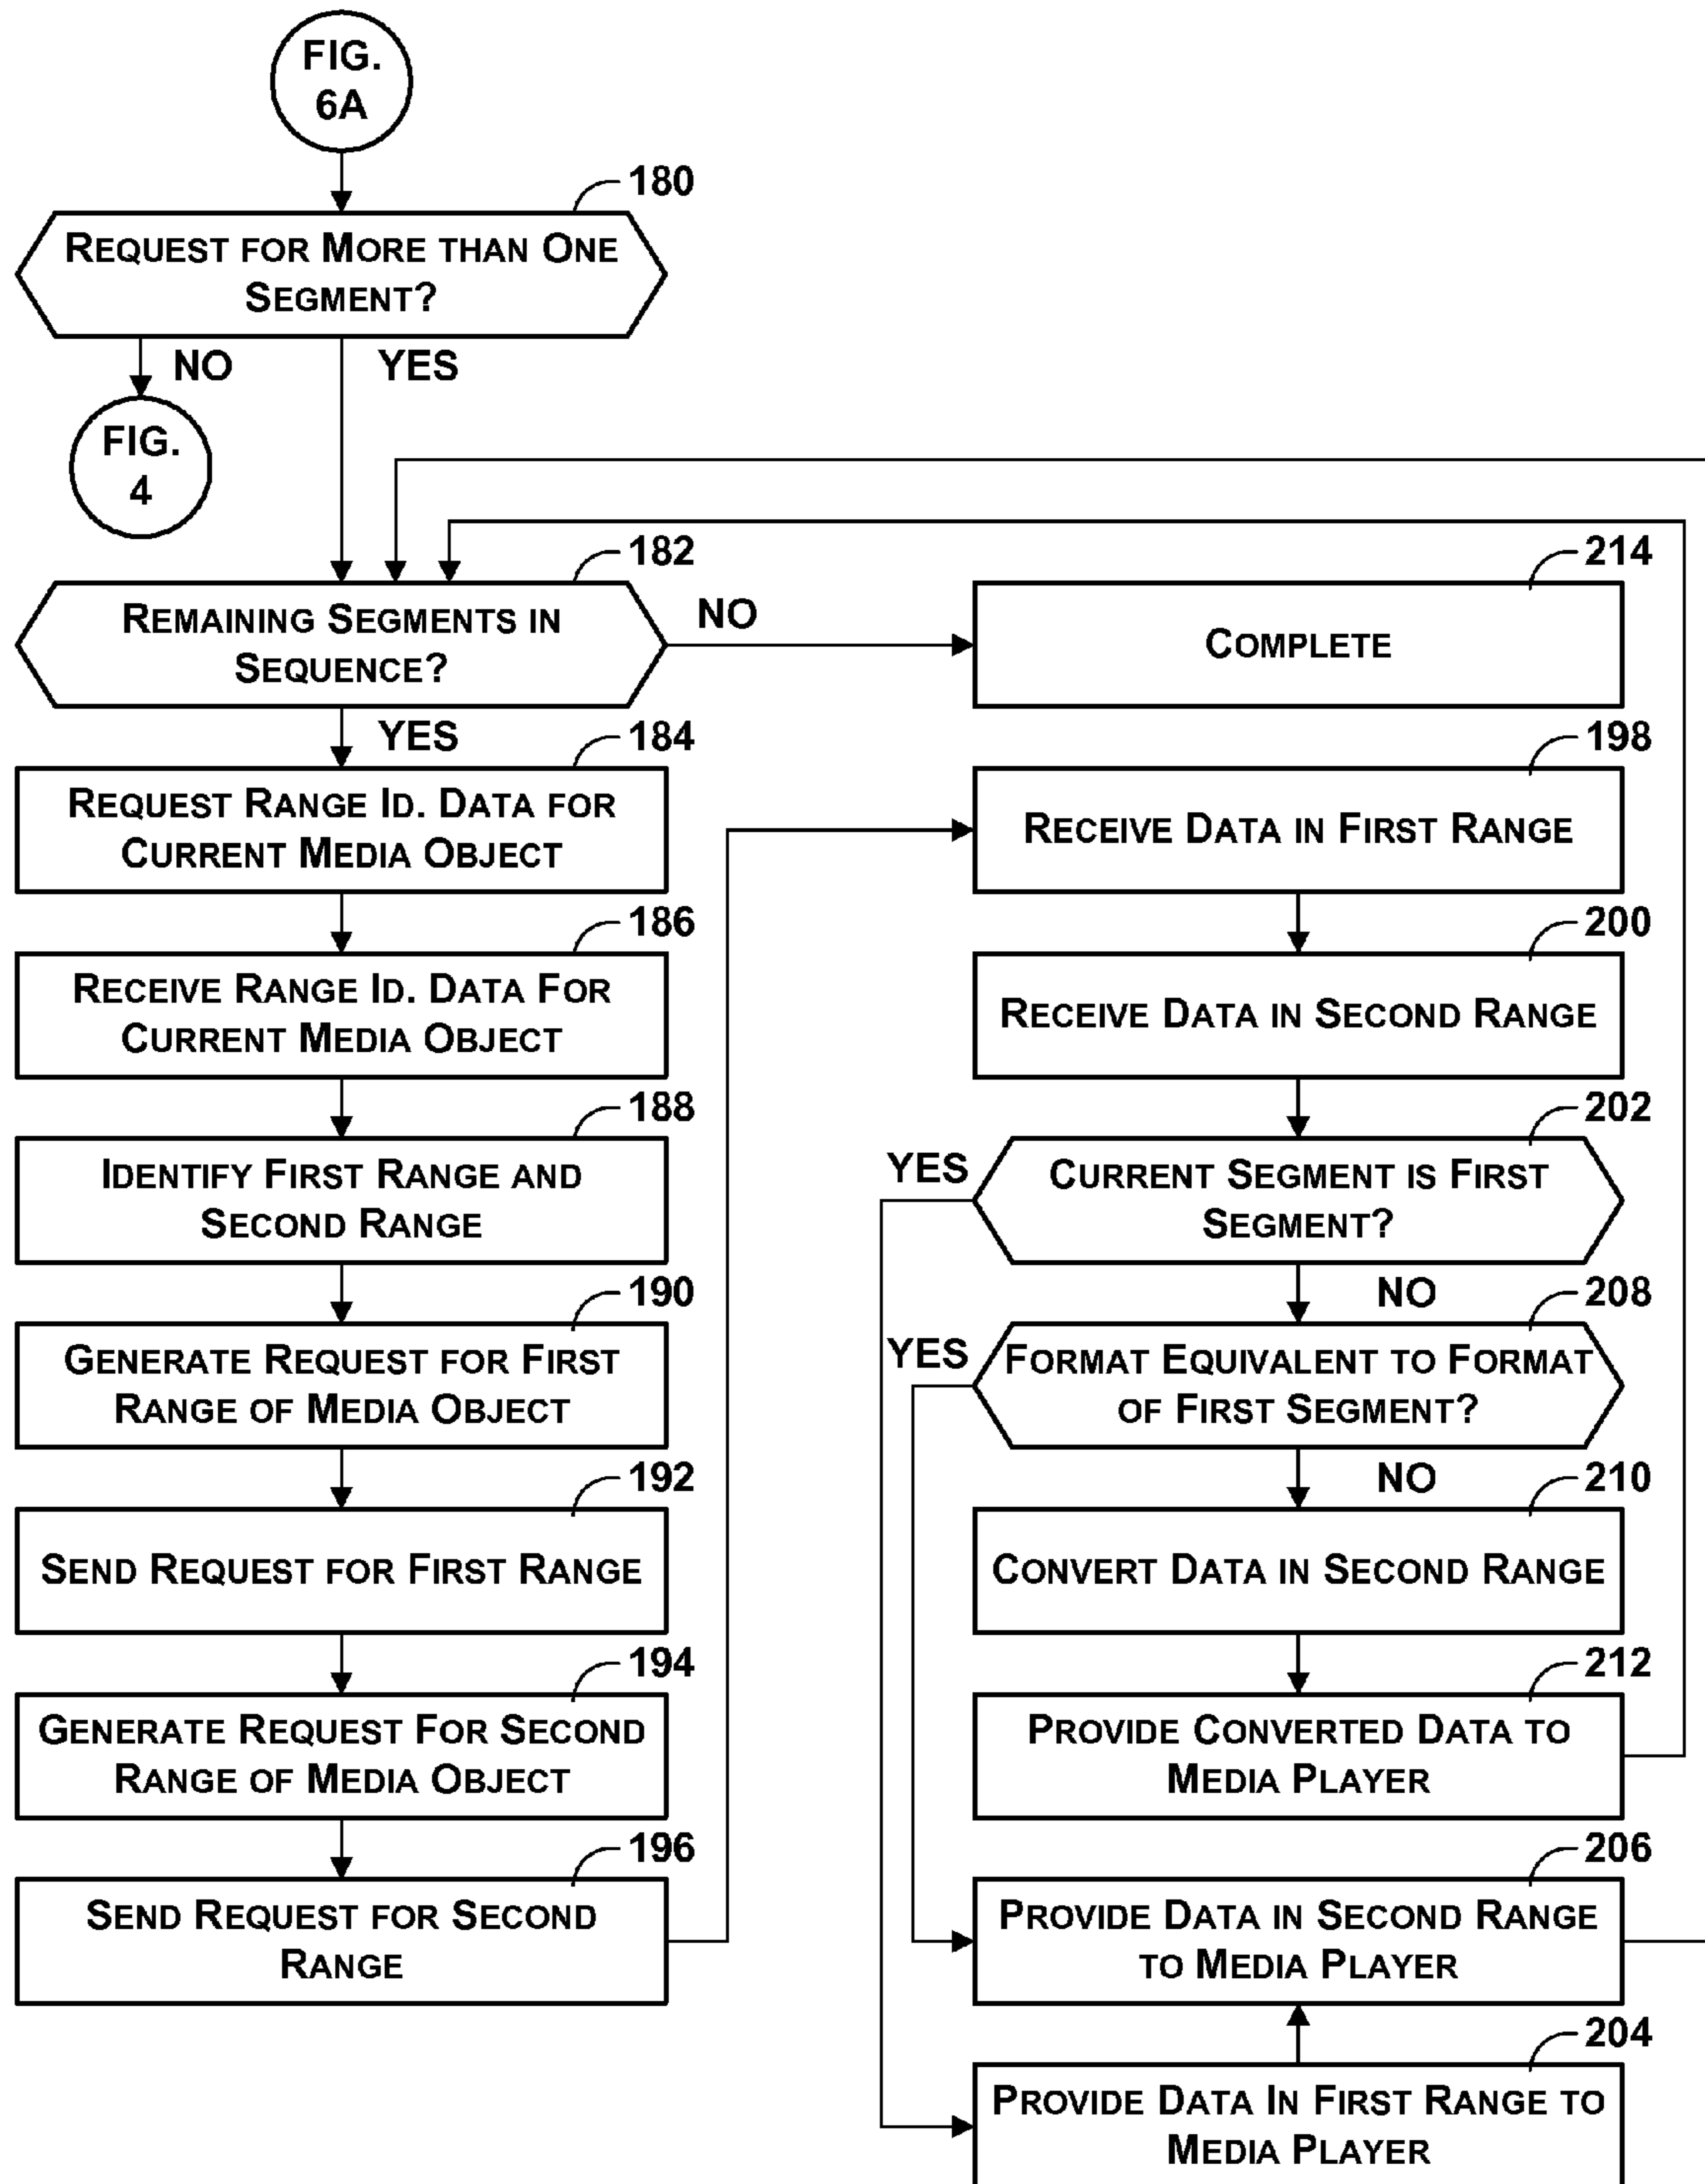 FIG.
6A
180
REQUEST FOR MORE THAN ONE
SEGMENT?
NO
YES
FIG.
4
182
REMAINING SEGMENTS IN
SEQUENCE?
NO
YES
214
COMPLETE
184
REQUEST RANGE ID. DATA FOR
CURRENT MEDIA OBJECT
186
RECEIVE RANGE ID. DATA FOR
CURRENT MEDIA OBJECT
188
IDENTIFY FIRST RANGE AND
SECOND RANGE
190
GENERATE REQUEST FOR FIRST
RANGE OF MEDIA OBJECT
192
SEND REQUEST FOR FIRST RANGE
194
GENERATE REQUEST FOR SECOND
RANGE OF MEDIA OBJECT
196
SEND REQUEST FOR SECOND
RANGE
198
RECEIVE DATA IN FIRST RANGE
200
RECEIVE DATA IN SECOND RANGE
202
YES
CURRENT SEGMENT IS FIRST
SEGMENT?
NO
208
YES
FORMAT EQUIVALENT TO FORMAT
OF FIRST SEGMENT?
NO
210
CONVERT DATA IN SECOND RANGE
212
PROVIDE CONVERTED DATA TO
MEDIA PLAYER
206
PROVIDE DATA IN SECOND RANGE
TO MEDIA PLAYER
204
PROVIDE DATA IN FIRST RANGE TO
MEDIA PLAYER